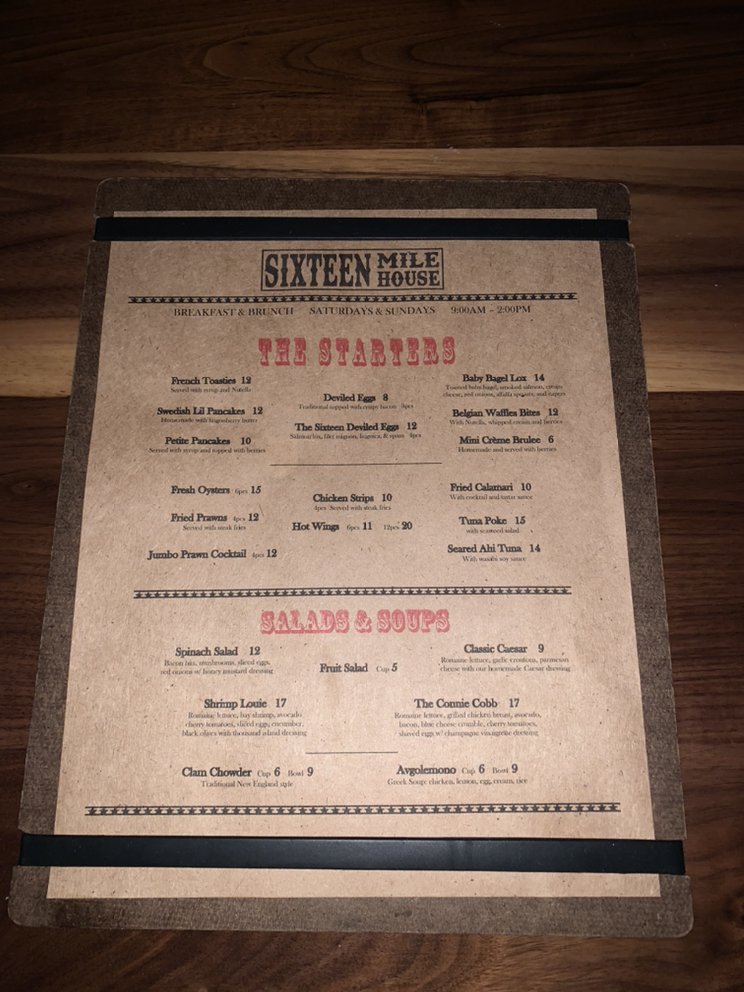 SIXTEEN MILE HOUSE
BREAKFAST & BRUNCH SATURDAYS & SUNDAYS 9:00AM - 2:00PM
THE STARTERS
French Toasties 12
Served with syrup and Nutella
Swedish Lil Pancakes 12
Homemade with lingonberry butter
Petite Pancakes 10
Served with syrup and topped with berries
Deviled Eggs 8
Traditional topped with crispy bacon 4pcs
The Sixteen Deviled Eggs 12
Salmon lox, filet mignon, & spam 4pcs
Baby Bagel Lox 14
Toasted baby bagel, smoked salmon, cream
cheese, red onions, alfalfa sprouts, and capers
Belgian Waffles Bites 12
With Nutella, whipped cream and berries
Mini Crème Brulee 6
Homemade and served with berries
Fresh Oysters 6pcs 15
Fried Prawns 4pcs 12
Served with steak fries
Jumbo Prawn Cocktail 4pcs 12
Chicken Strips 10
4pcs Served with steak fries
Hot Wings 6pcs 11 12pcs 20
Fried Calamari 10
With cocktail and tartar sauce
Tuna Poke 15
with seaweed salad
Seared Ahi Tuna 14
With wasabi soy sauce
SALADS & SOUPS
Spinach Salad 12
Bacon bits, mushrooms, sliced eggs,
red onions w/ honey mustard dressing
Fruit Salad Cup 5
Classic Caesar 9
Romaine lettuce, garlic croutons, parmesan
cheese with our homemade Caesar dressing
Shrimp Louie 17
Romaine lettuce, bay shrimp, avocado
cherry tomatoes, sliced eggs, cucumber,
black olives with thousand island dressing
The Connie Cobb 17
Romaine lettuce, grilled chicken breast, avocado,
bacon, blue cheese crumble, cherry tomatoes,
shaved eggs w/ champagne vinaigrette dressing
Clam Chowder Cup 6 Bowl 9
Traditional New England style
Avgolemono Cup 6 Bowl 9
Greek Soup: chicken, lemon, egg, cream, rice